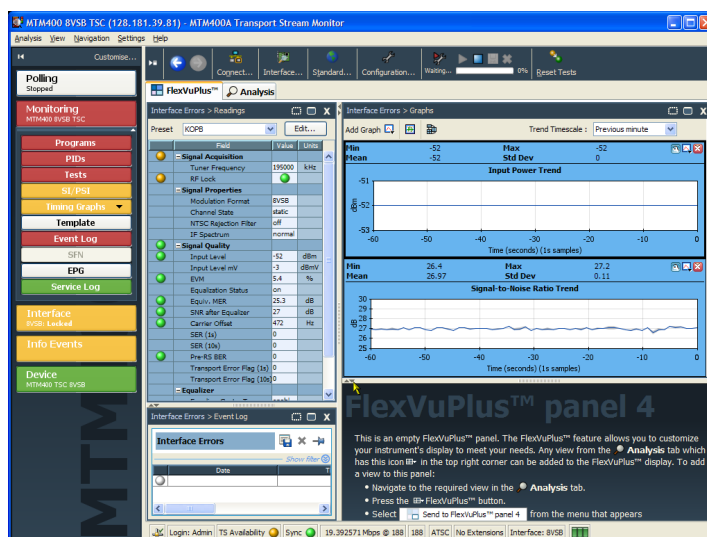 MTM400 8VSB TSC (128.181.39.81) - MTM400A Transport Stream Monitor
Analysis View Navigation Settings Help
Customise...
Polling
Stopped
Monitoring
MTM400 8VSB TSC
Programs
PIDs
Tests
SI/PSI
Timing Graphs
Template
Event Log
SFN
EPG
Service Log
Interface
8VSB: Locked
Info Events
Device
MTM400 TSC 8VSB
MTM
Connect... Interface... Standard... Configuration... Waiting... 0% Reset Tests
FlexVuPlus™ Analysis
Interface Errors > Readings
Preset KOPB Edit...
Field Value Units
Signal Acquisition
Tuner Frequency 195000 kHz
RF Lock
Signal Properties
Modulation Format 8VSB
Channel State static
NTSC Rejection Filter off
IF Spectrum normal
Signal Quality
Input Level -52 dBm
Input Level mV -3 dBmV
EVM 5.4 %
Equalization Status on
Equiv. MER 25.3 dB
SNR after Equalizer 27 dB
Carrier Offset 472 Hz
SER (1s) 0
SER (10s) 0
Pre-RS BER 0
Transport Error Flag (1s) 0
Transport Error Flag (10s) 0
Equalizer
Interface Errors > Event Log
Interface Errors
Show filter
Date T
Interface Errors > Graphs
Add Graph Trend Timescale : Previous minute
Min -52 Max -52
Mean -52 Std Dev 0
Input Power Trend
-51
-52
-53
dBm
-60 -50 -40 -30 -20 -10 0
Time (seconds) (1s samples)
Min 26.4 Max 27.2
Mean 26.97 Std Dev 0.11
Signal-to-Noise Ratio Trend
30
29
28
27
26
25
dB
-60 -50 -40 -30 -20 -10 0
Time (seconds) (1s samples)
FlexVuPlus™ panel 4
This is an empty FlexVuPlus™ panel. The FlexVuPlus™ feature allows you to customize
your instrument's display to meet your needs. Any view from the Analysis tab which
has this icon in the top right corner can be added to the FlexVuPlus™ display. To add
a view to this panel:
• Navigate to the required view in the Analysis tab.
• Press the FlexVuPlus™ button.
• Select Send to FlexVuPlus™ panel 4 from the menu that appears
Login: Admin TS Availability Sync 19.392571 Mbps @ 188 188 ATSC No Extensions Interface: 8VSB